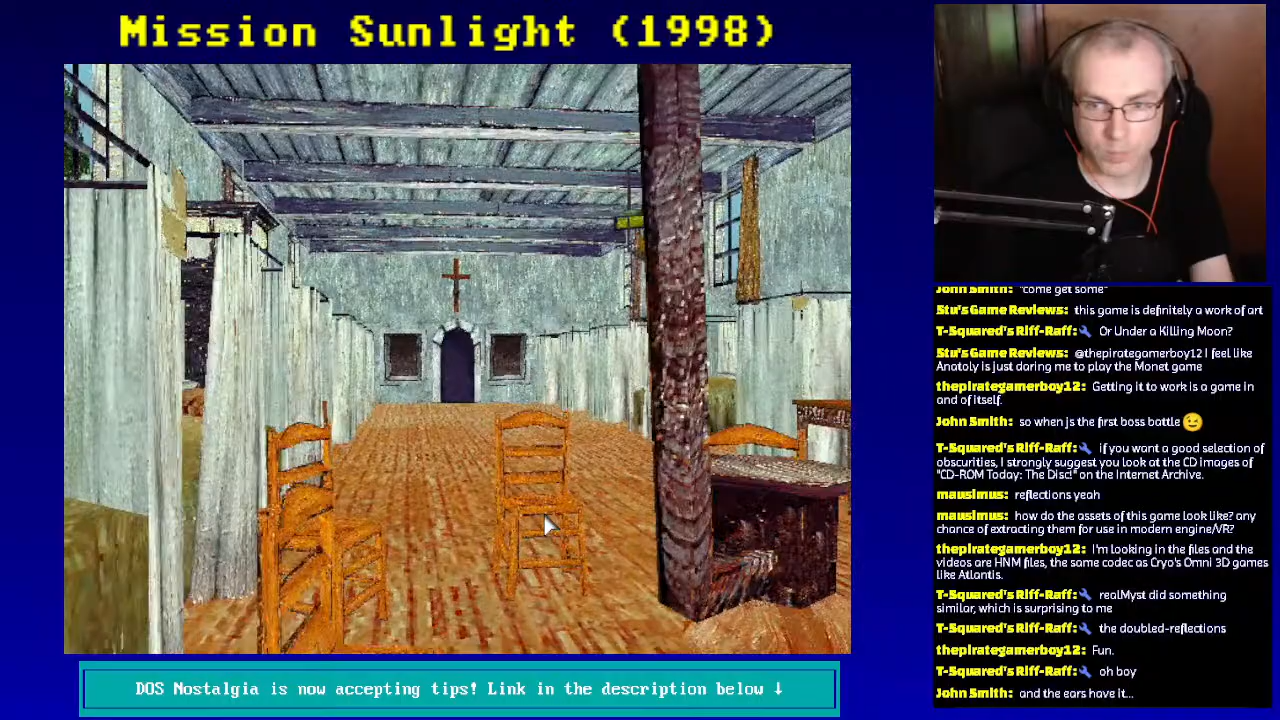 Mission Sunlight (1998)
John Smith: "come get some"
Stu's Game Reviews: this game is definitely a work of art
T-Squared's Riff-Raff: Or Under a Killing Moon?
Stu's Game Reviews: @thepirategamerboy12 I feel like
Anatoly is just daring me to play the Monet game
thepirategamerboy12: Getting it to work is a game in
and of itself.
John Smith: so when js the first boss battle 😉
T-Squared's Riff-Raff: if you want a good selection of
obscurities, I strongly suggest you look at the CD images of
"CD-ROM Today: The Disc!" on the Internet Archive.
mausimus: reflections yeah
mausimus: how do the assets of this game look like? any
chance of extracting them for use in modern engine/VR?
thepirategamerboy12: I'm looking in the files and the
videos are HNM files, the same codec as Cryo's Omni 3D games
like Atlantis.
T-Squared's Riff-Raff: realMyst did something
similar, which is surprising to me
T-Squared's Riff-Raff: the doubled-reflections
thepirategamerboy12: Fun.
T-Squared's Riff-Raff: oh boy
John Smith: and the ears have it...
DOS Nostalgia is now accepting tips! Link in the description below ↓